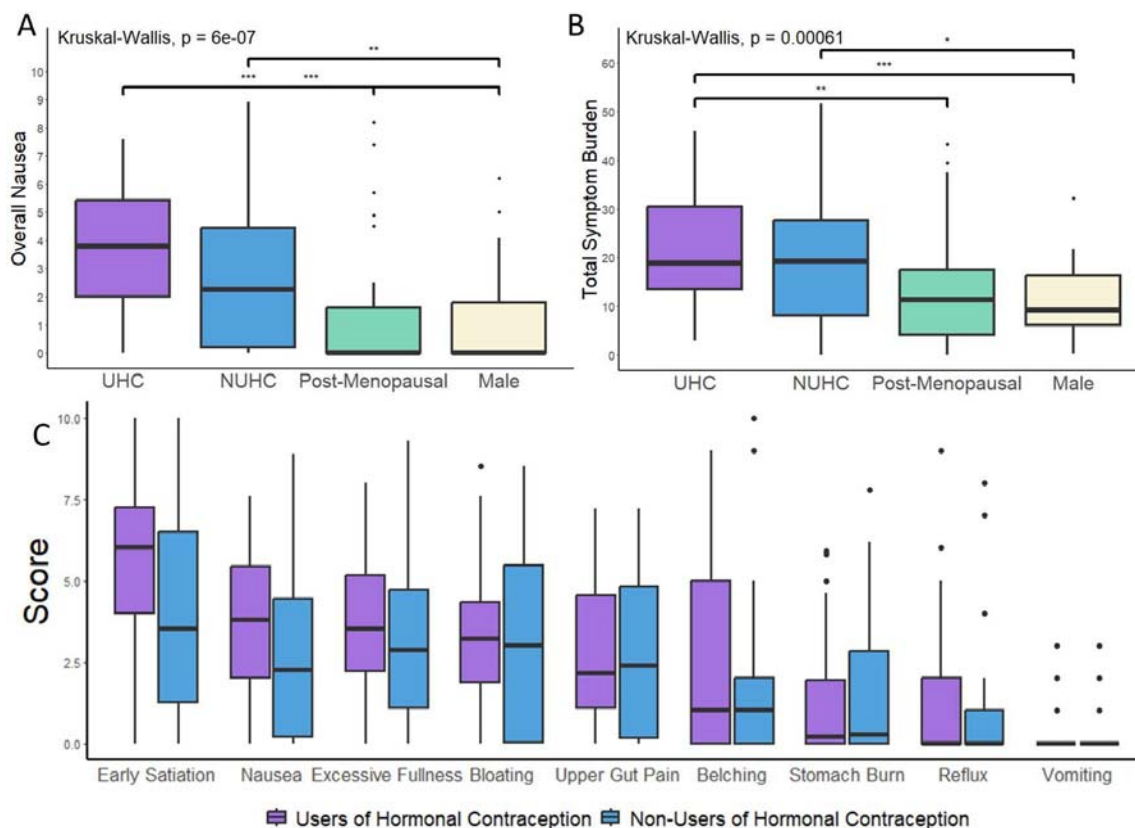 A
Kruskal-Wallis, p = 6e-07
**
***
***
10
9
8
7
6
5
4
3
2
1
0
Overall Nausea
UHC NUHC Post-Menopausal Male
B
Kruskal-Wallis, p = 0.00061
*
***
**
60
50
40
30
20
10
0
Total Symptom Burden
UHC NUHC Post-Menopausal Male
C
10.0
7.5
5.0
2.5
0.0
Score
Early Satiation Nausea Excessive Fullness Bloating Upper Gut Pain Belching Stomach Burn Reflux Vomiting
Users of Hormonal Contraception Non-Users of Hormonal Contraception